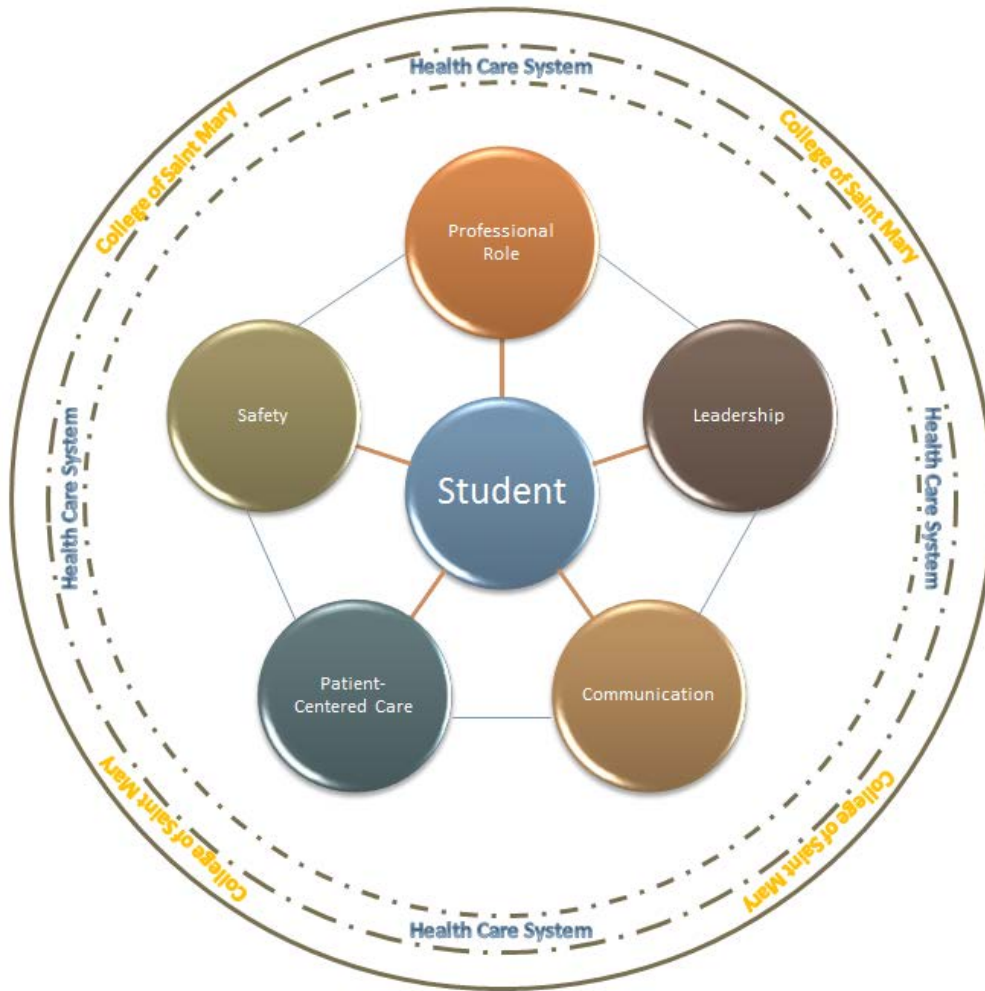 Health Care System
College of Saint Mary
College of Saint Mary
Professional
Role
Safety
Leadership
Health Care System
Student
Health Care System
Patient-
Centered Care
Communication
College of Saint Mary
College of Saint Mary
Health Care System